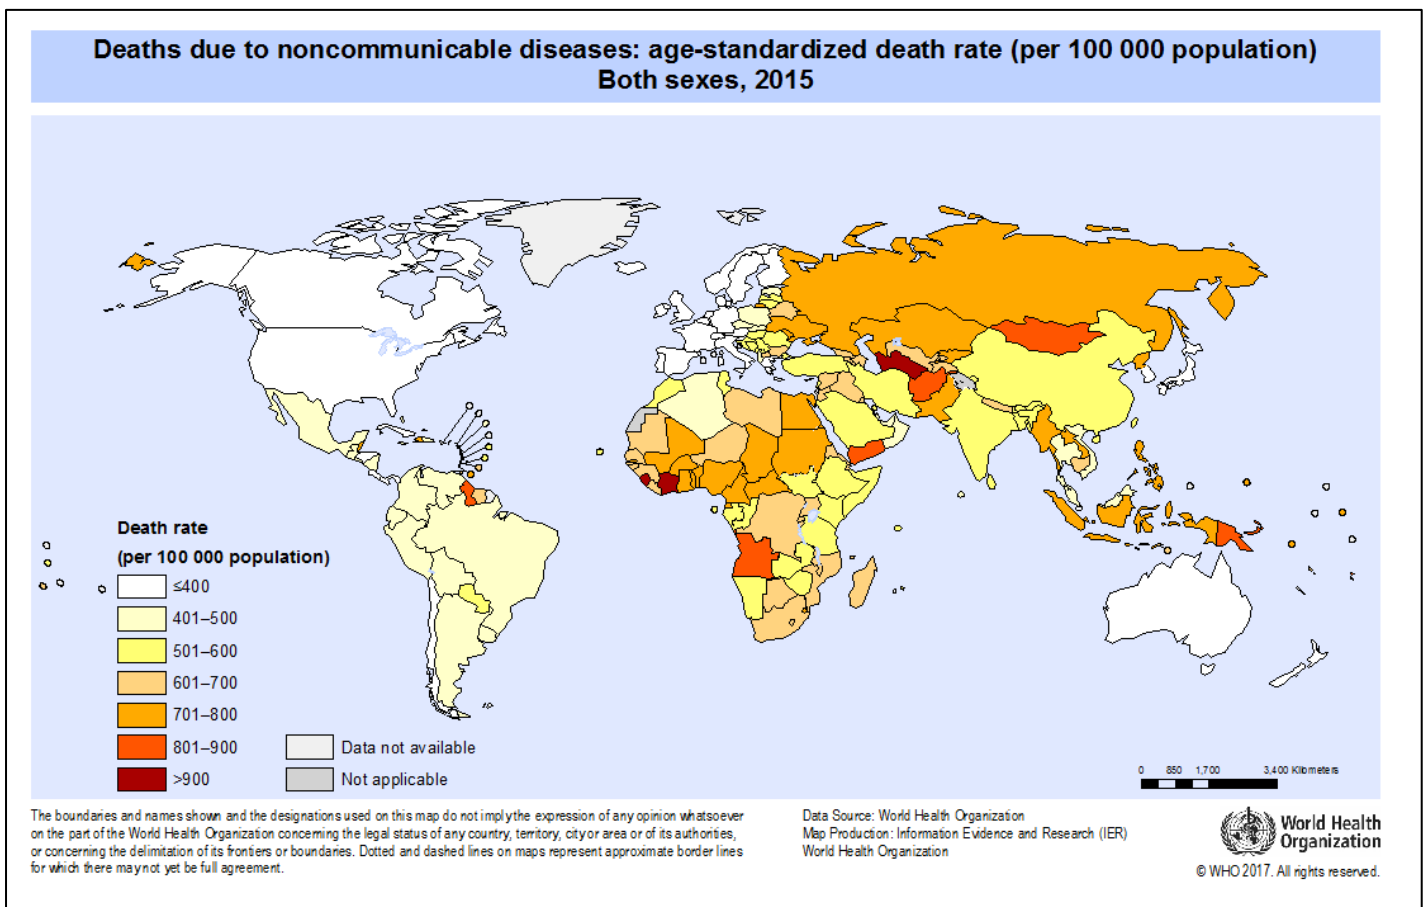 Deaths due to noncommunicable diseases: age-standardized death rate (per 100 000 population)
Both sexes, 2015
Death rate
(per 100 000 population)
≤400
401–500
501–600
601–700
701–800
801–900
>900
Data not available
Not applicable
0 850 1,700 3,400 Kilometers
The boundaries and names shown and the designations used on this map do not imply the expression of any opinion whatsoever
on the part of the World Health Organization concerning the legal status of any country, territory, city or area or of its authorities,
or concerning the delimitation of its frontiers or boundaries. Dotted and dashed lines on maps represent approximate border lines
for which there may not yet be full agreement.
Data Source: World Health Organization
Map Production: Information Evidence and Research (IER)
World Health Organization
World Health
Organization
© WHO 2017. All rights reserved.